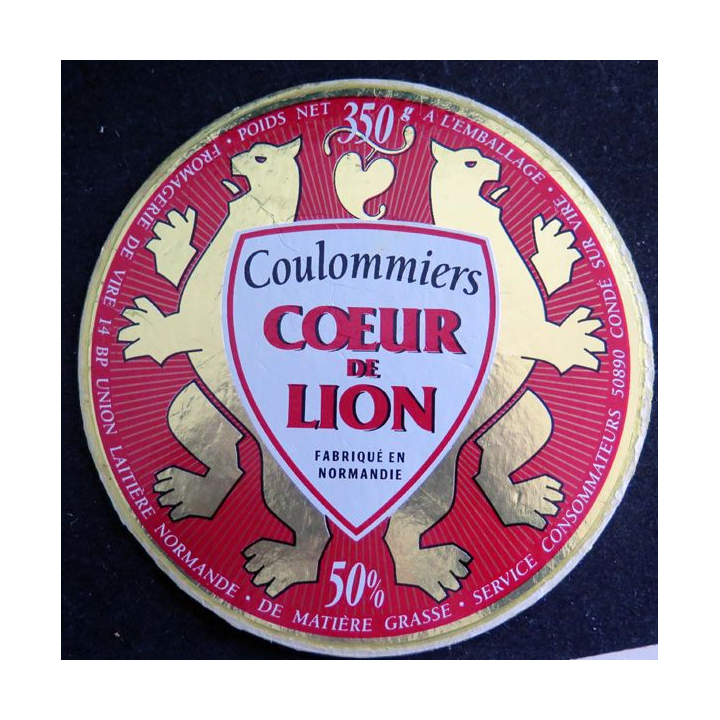 POIDS NET 350 g A L'EMBALLAGE ·
Coulommiers
COEUR
DE
LION
FABRIQUÉ EN
NORMANDIE
50%
DE MATIÈRE GRASSE ·
SERVICE CONSOMMATEURS 50890 CONDÉ SUR VIRE ·
FROMAGERIE DE VIRE 14 BP UNION LAITIÈRE NORMANDE ·